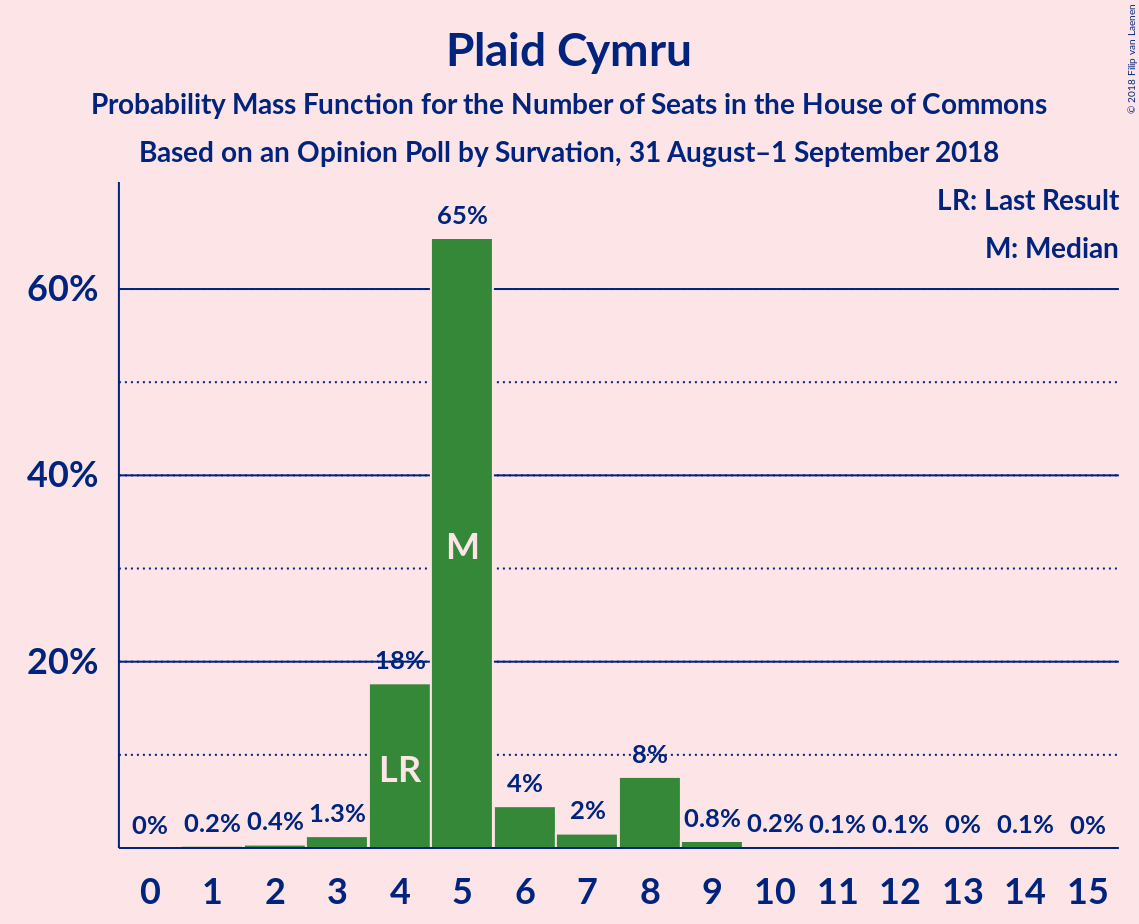 Plaid Cymru
Probability Mass Function for the Number of Seats in the House of Commons
Based on an Opinion Poll by Survation, 31 August–1 September 2018
© 2018 Filip van Laenen
LR: Last Result
M: Median
60%
40%
20%
0%
0.2%
0.4%
1.3%
18%
65%
4%
2%
8%
0.8%
0.2%
0.1%
0.1%
0%
0.1%
0%
LR
M
0 1 2 3 4 5 6 7 8 9 10 11 12 13 14 15